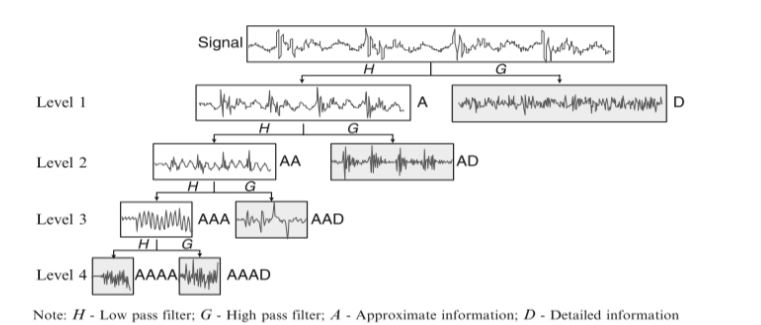 Signal
H G
Level 1 A D
H G
Level 2 AA AD
H G
Level 3 AAA AAD
H G
Level 4 AAAA AAAD
Note: H - Low pass filter; G - High pass filter; A - Approximate information; D - Detailed information